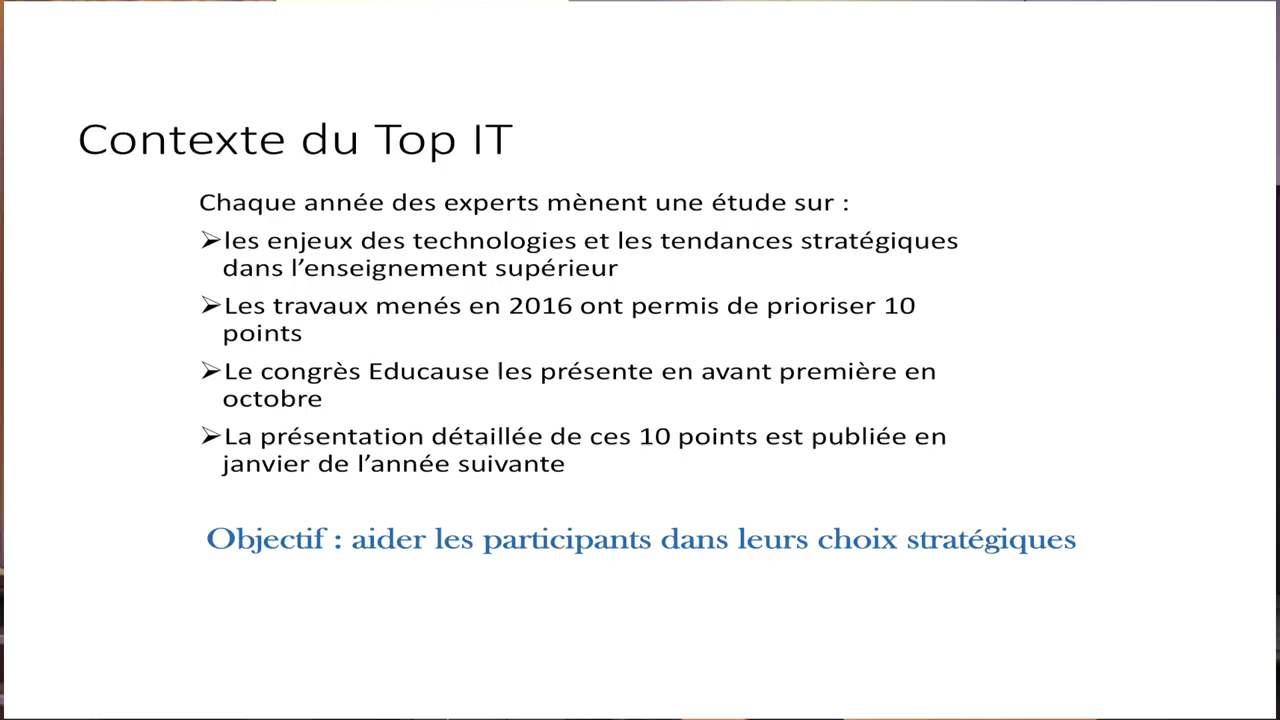 Contexte du Top IT
Chaque année des experts mènent une étude sur :
➢les enjeux des technologies et les tendances stratégiques
dans l’enseignement supérieur
➢Les travaux menés en 2016 ont permis de prioriser 10
points
➢Le congrès Educause les présente en avant première en
octobre
➢La présentation détaillée de ces 10 points est publiée en
janvier de l’année suivante
Objectif : aider les participants dans leurs choix stratégiques